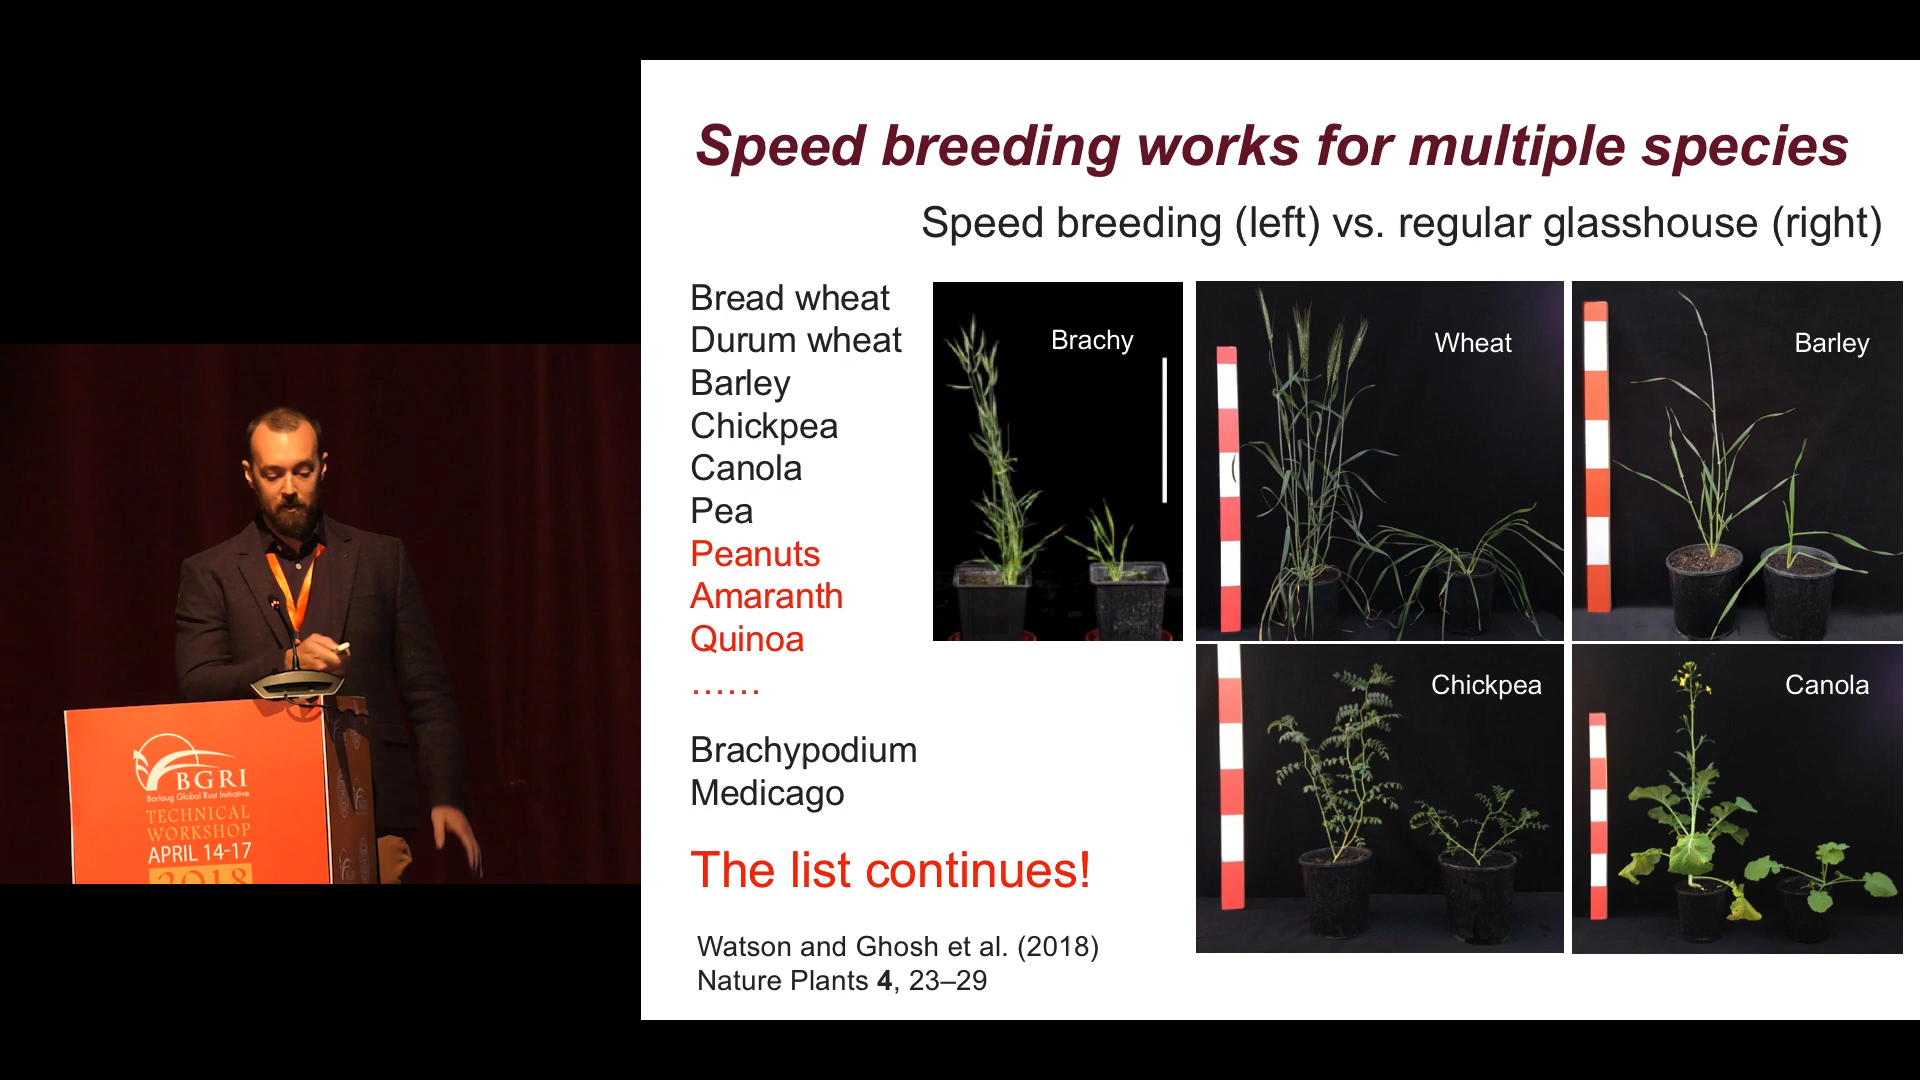 Speed breeding works for multiple species
Speed breeding (left) vs. regular glasshouse (right)
Bread wheat
Durum wheat
Barley
Chickpea
Canola
Pea
Peanuts
Amaranth
Quinoa
......
Brachypodium
Medicago
The list continues!
Watson and Ghosh et al. (2018)
Nature Plants 4, 23–29
Brachy
Wheat
Barley
Chickpea
Canola
BGRI
Borlaug Global Rust Initiative
TECHNICAL
WORKSHOP
APRIL 14-17
2018